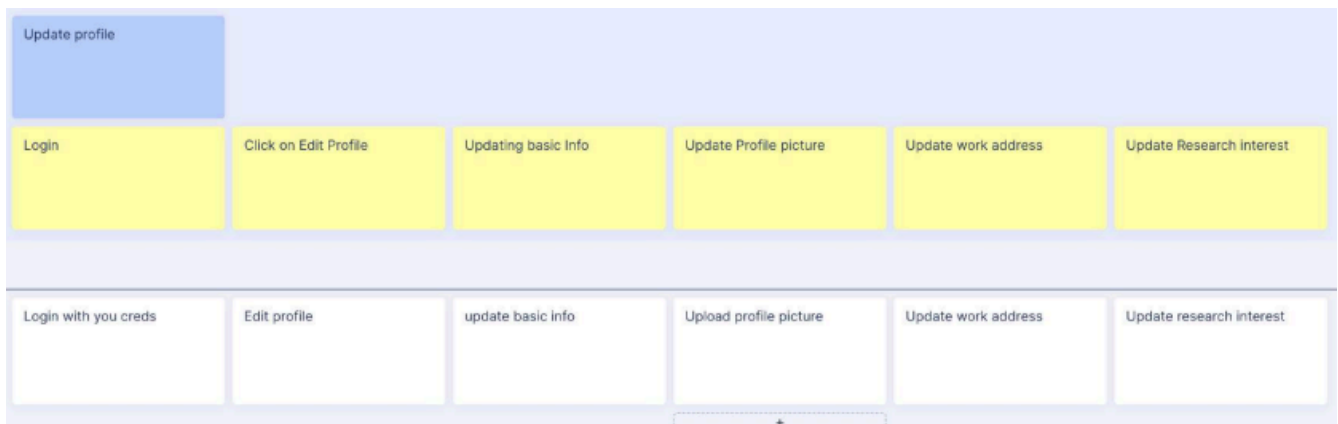 Update profile
Login
Click on Edit Profile
Updating basic Info
Update Profile picture
Update work address
Update Research interest
Login with you creds
Edit profile
update basic info
Upload profile picture
Update work address
Update research interest